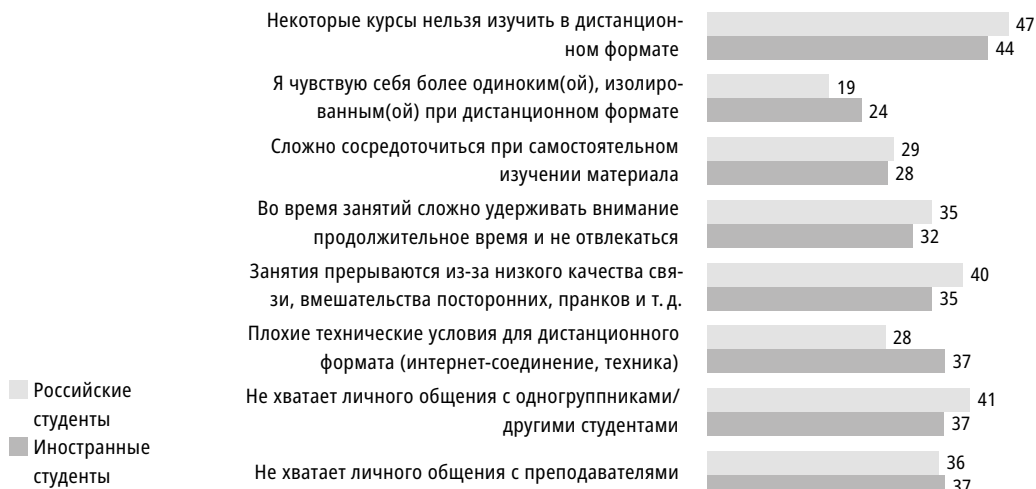 Некоторые курсы нельзя изучить в дистанцион-
ном формате
47
44
Я чувствую себя более одиноким(ой), изолиро-
ванным(ой) при дистанционном формате
19
24
Сложно сосредоточиться при самостоятельном
изучении материала
29
28
Во время занятий сложно удерживать внимание
продолжительное время и не отвлекаться
35
32
Занятия прерываются из-за низкого качества свя-
зи, вмешательства посторонних, пранков и т. д.
40
35
Плохие технические условия для дистанционного
формата (интернет-соединение, техника)
28
37
Не хватает личного общения с одногруппниками/
другими студентами
41
37
Не хватает личного общения с преподавателями
36
37
Российские
студенты
Иностранные
студенты